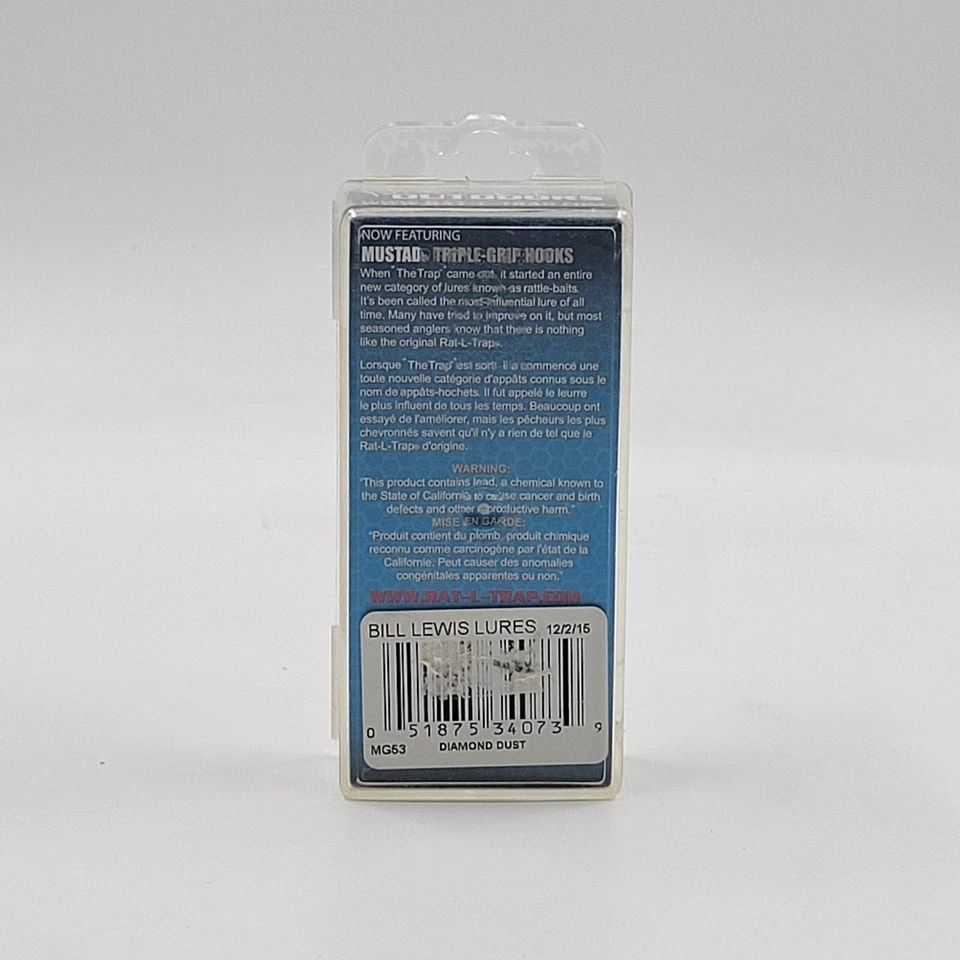 OUTDOORS
NOW FEATURING
MUSTAD® TRIPLE-GRIP HOOKS
When "The Trap" came out, it started an entire
new category of lures known as rattle-baits.
It's been called the most influential lure of all
time. Many have tried to improve on it, but most
seasoned anglers know that there is nothing
like the original Rat-L-Trap®.
Lorsque "The Trap" est sorti il a commencé une
toute nouvelle catégorie d'appâts connus sous le
nom de appâts-hochets. Il fut appelé le leurre
le plus influent de tous les temps. Beaucoup ont
essayé de l'améliorer, mais les pêcheurs les plus
chevronnés savent qu'il n'y a rien de tel que le
Rat-L-Trap® d'origine.
WARNING:
"This product contains lead, a chemical known to
the State of California to cause cancer and birth
defects and other reproductive harm."
MISE EN GARDE:
"Produit contient du plomb, produit chimique
reconnu comme carcinogène par l'état de la
Californie. Peut causer des anomalies
congénitales apparentes ou non."
WWW.RAT-L-TRAP.COM
BILL LEWIS LURES 12/2/15
0 51875 34073 9
MG53 DIAMOND DUST